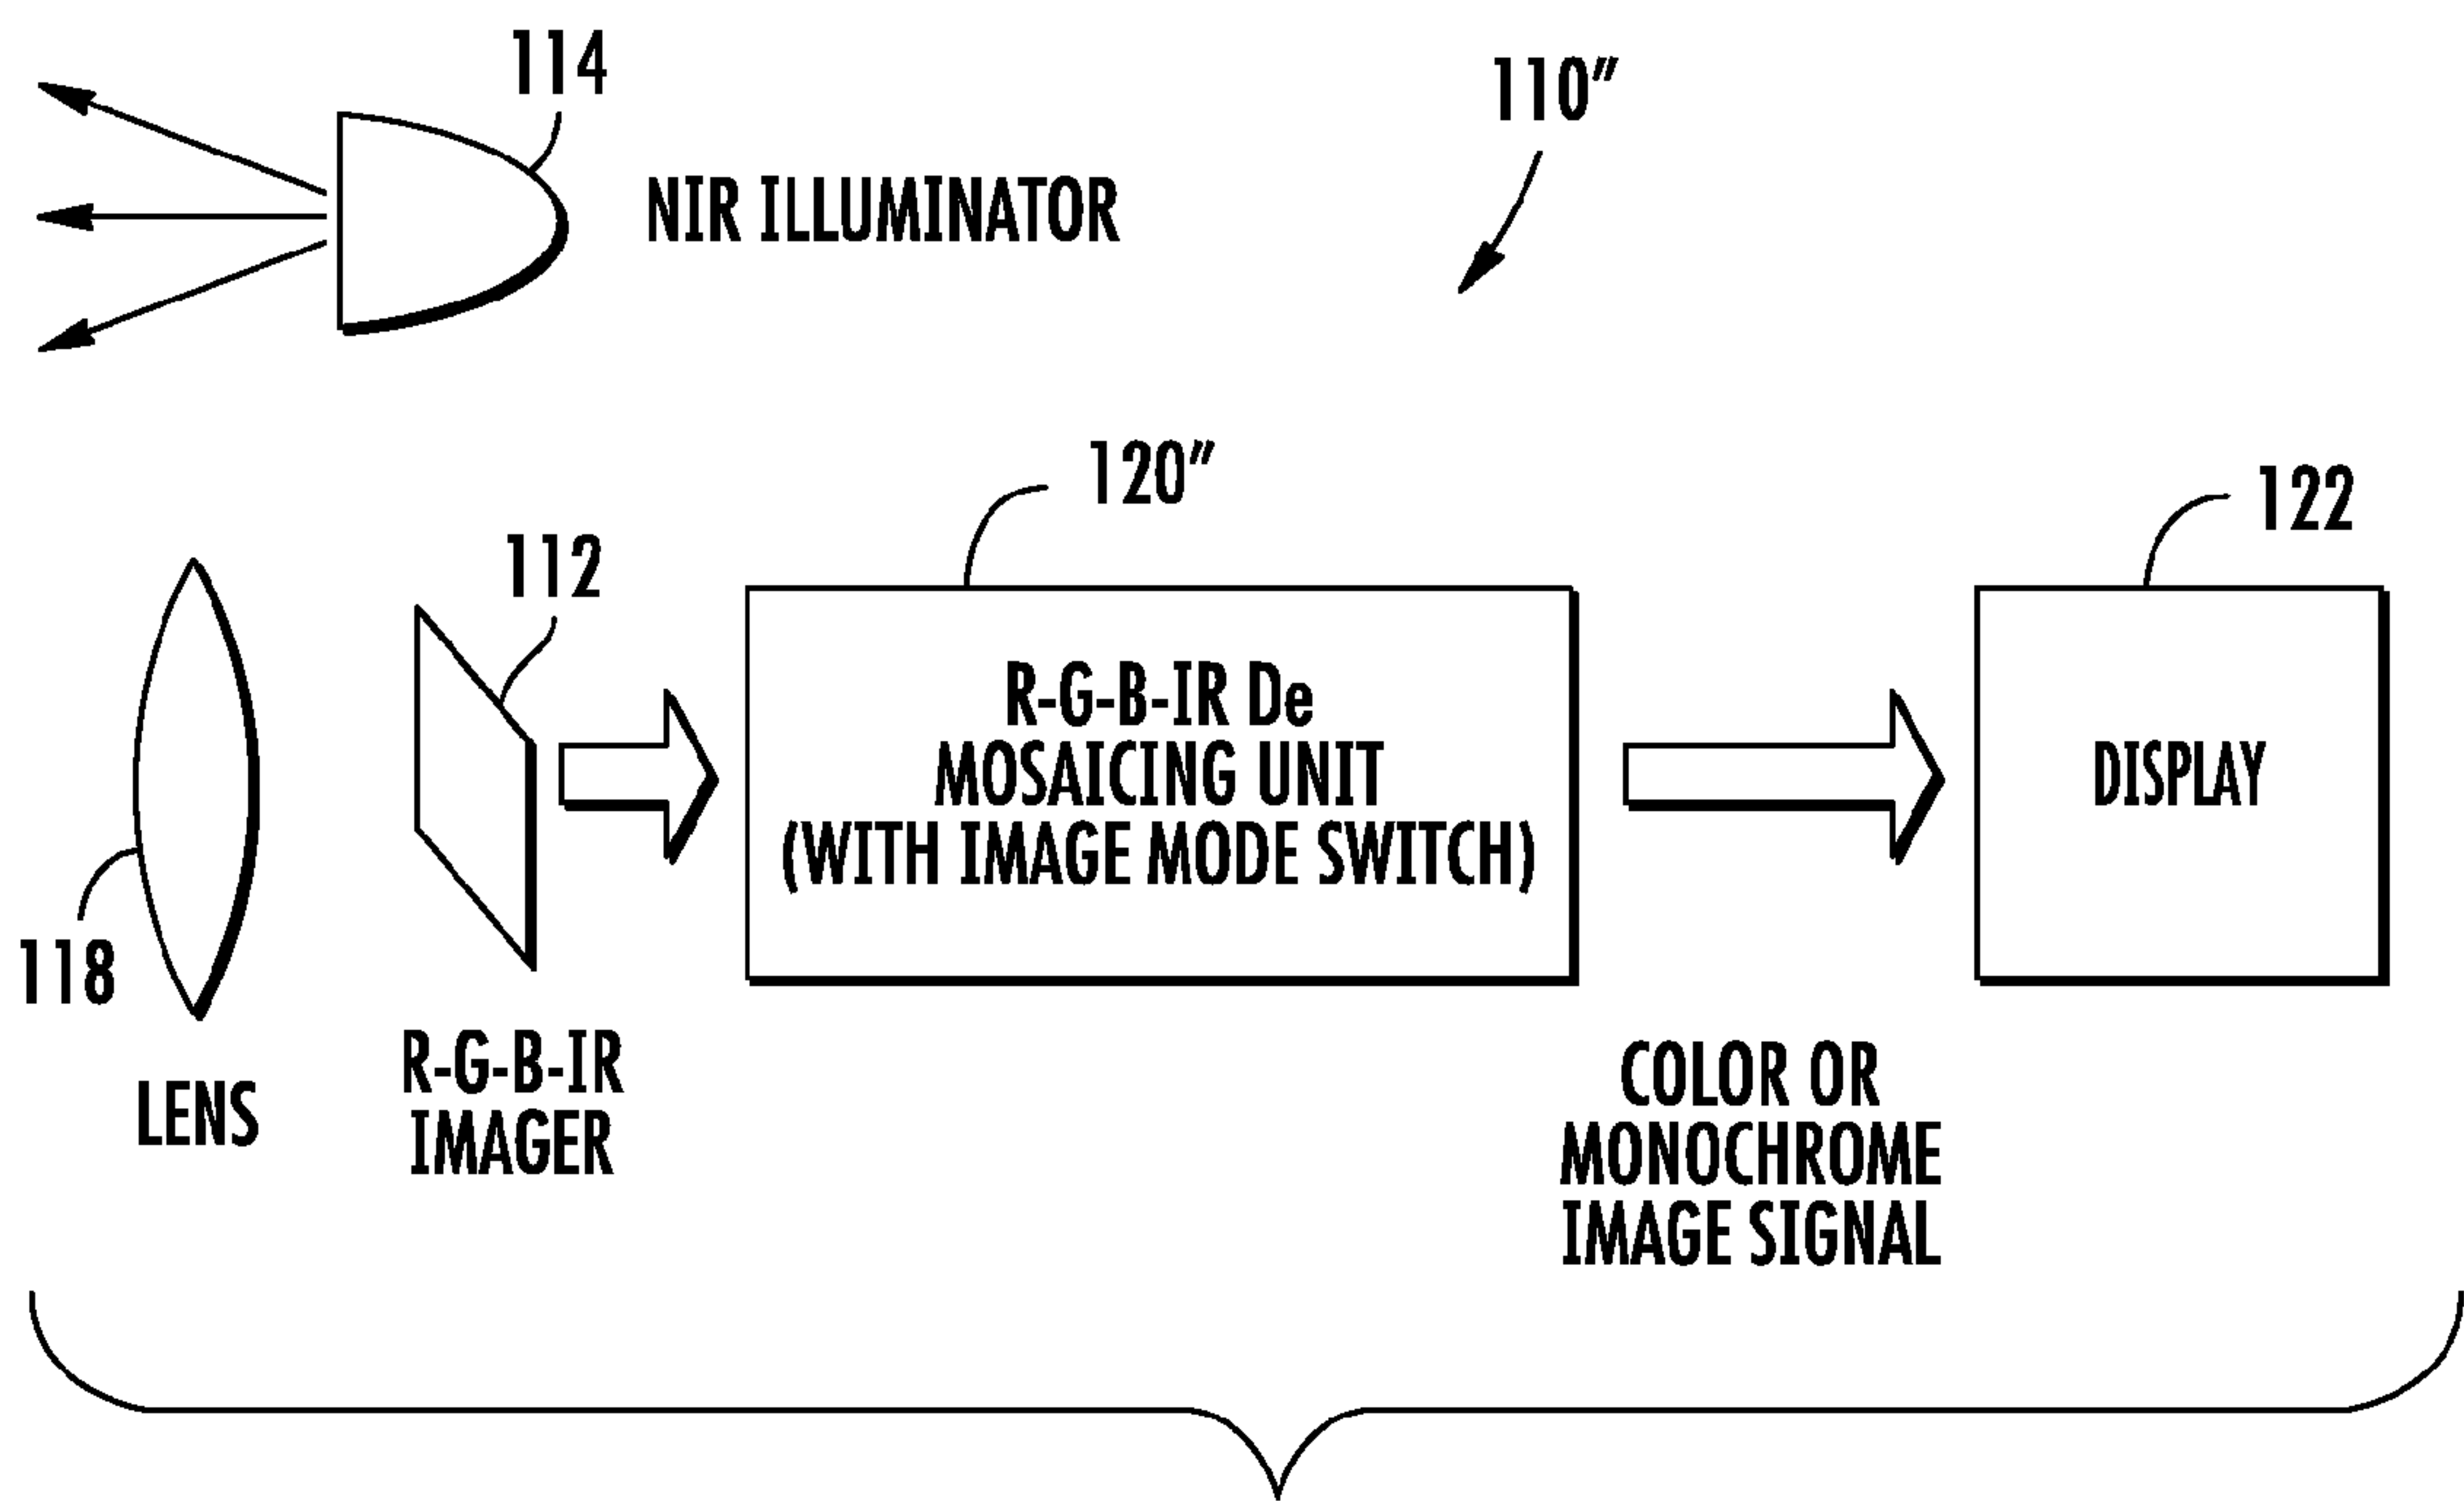 114
110″
NIR ILLUMINATOR
120″
122
112
R-G-B-IR De
MOSAICING UNIT
(WITH IMAGE MODE SWITCH)
DISPLAY
118
LENS
R-G-B-IR
IMAGER
COLOR OR
MONOCHROME
IMAGE SIGNAL